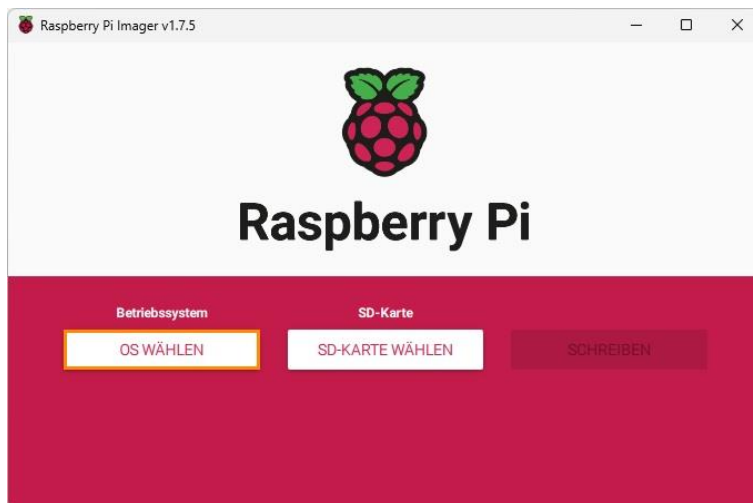 Raspberry Pi Imager v1.7.5
Raspberry Pi
Betriebssystem
SD-Karte
OS WÄHLEN
SD-KARTE WÄHLEN
SCHREIBEN